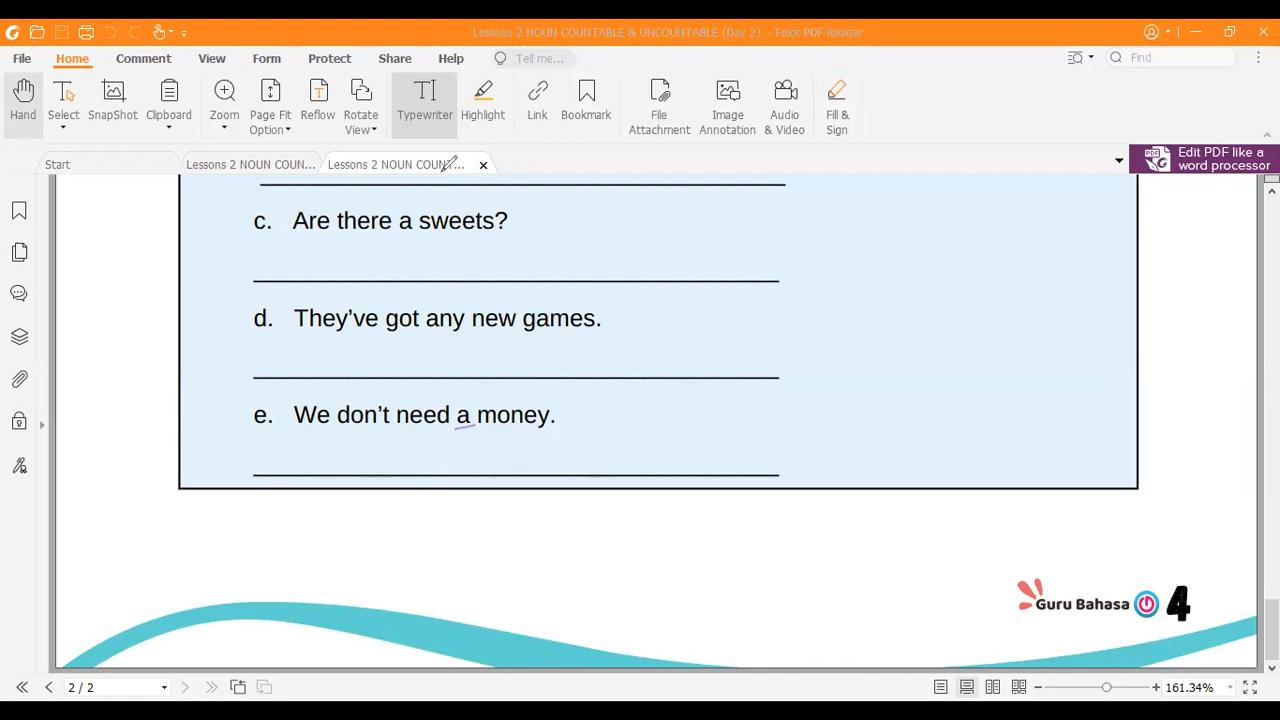 Lessons 2 NOUN COUNTABLE & UNCOUNTABLE (Day 2) - Foxit PDF Reader
File Home Comment View Form Protect Share Help Tell me... Find
Hand Select SnapShot Clipboard Zoom Page Fit Option Reflow Rotate View Typewriter Highlight Link Bookmark File Attachment Image Annotation Audio & Video Fill & Sign
Start Lessons 2 NOUN COUN... Lessons 2 NOUN COUNT... Edit PDF like a word processor
c. Are there a sweets?
d. They've got any new games.
e. We don't need a money.
Guru Bahasa 4
2 / 2 161.34%